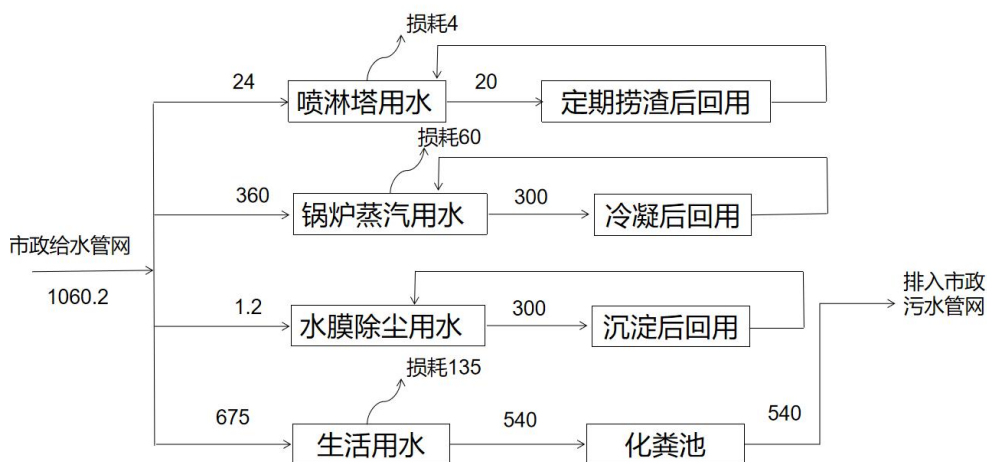 损耗4
24
喷淋塔用水
20
定期捞渣后回用
损耗60
360
锅炉蒸汽用水
300
冷凝后回用
市政给水管网
1060.2
1.2
水膜除尘用水
300
沉淀后回用
排入市政
污水管网
损耗135
675
生活用水
540
化粪池
540